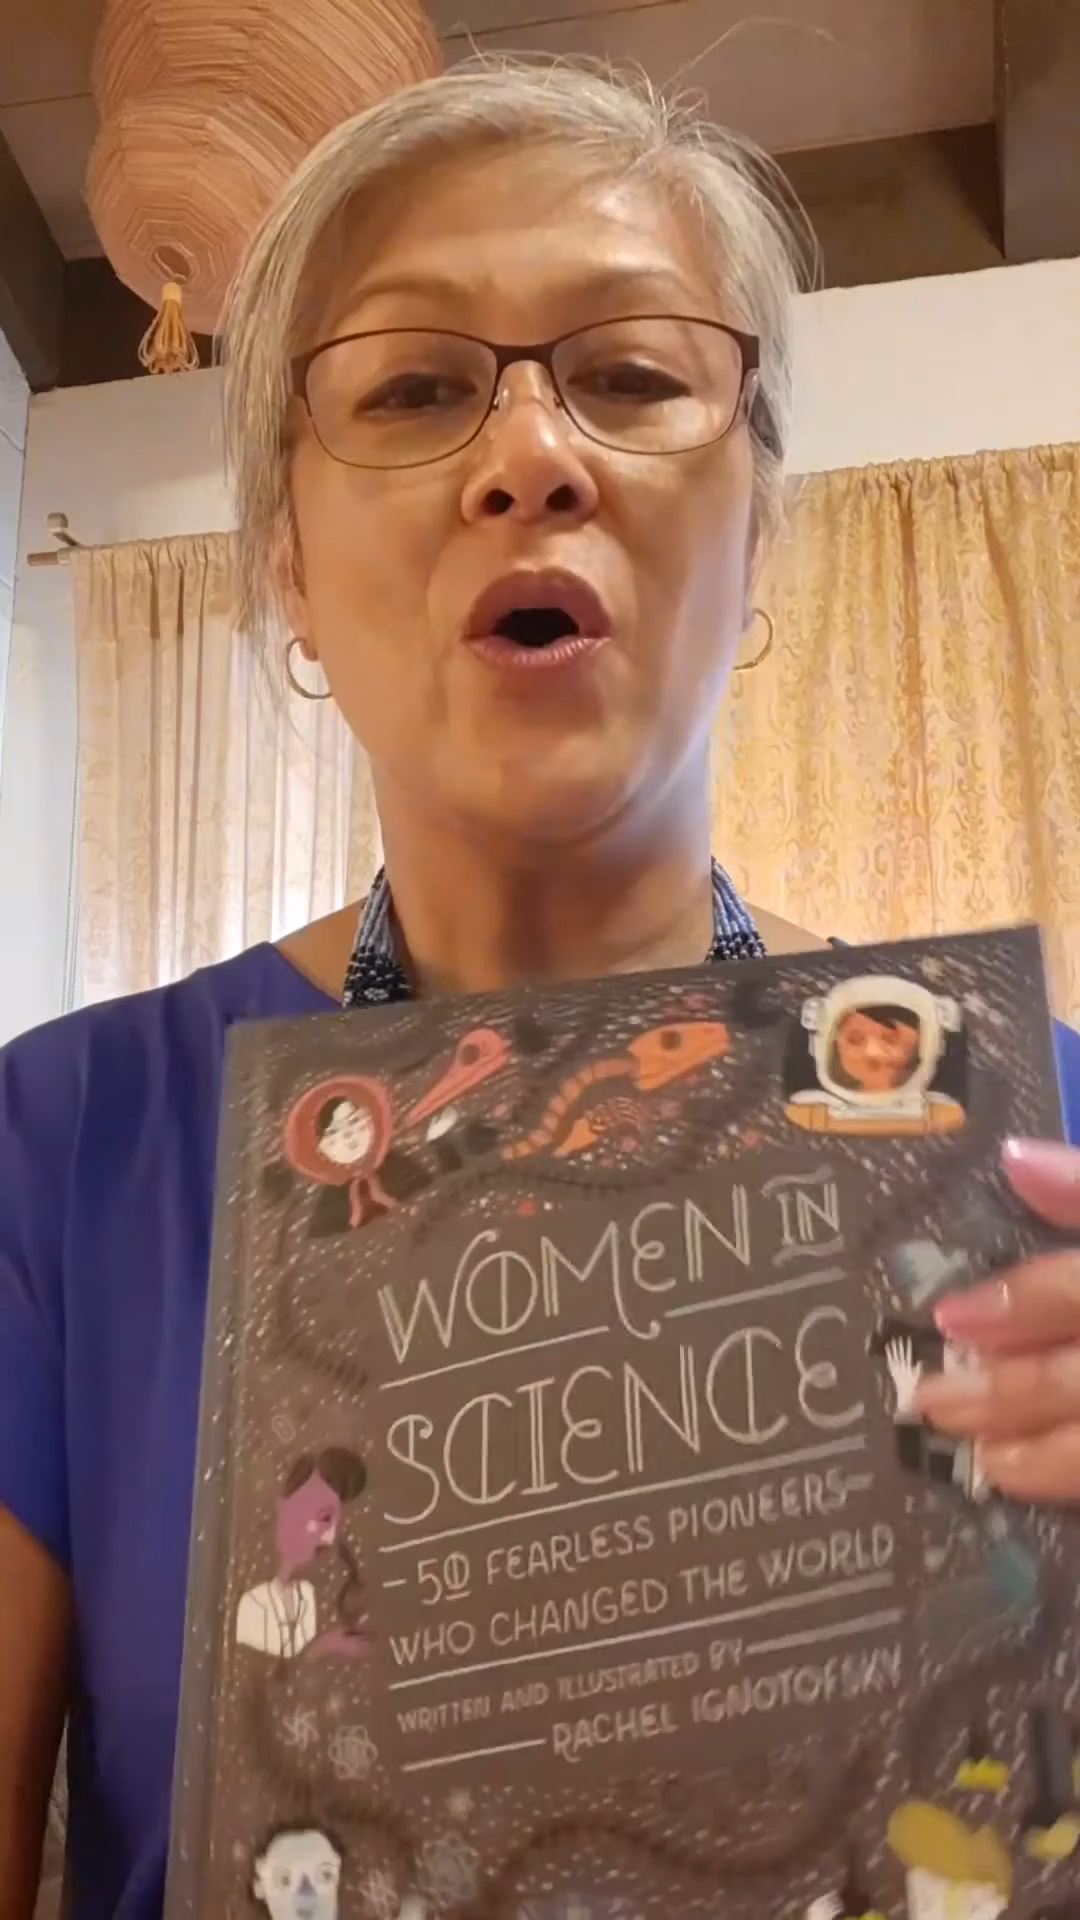 WOMEN IN
SCIENCE
50 FEARLESS PIONEERS
WHO CHANGED THE WORLD
WRITTEN AND ILLUSTRATED BY
RACHEL IGNOTOFSKY